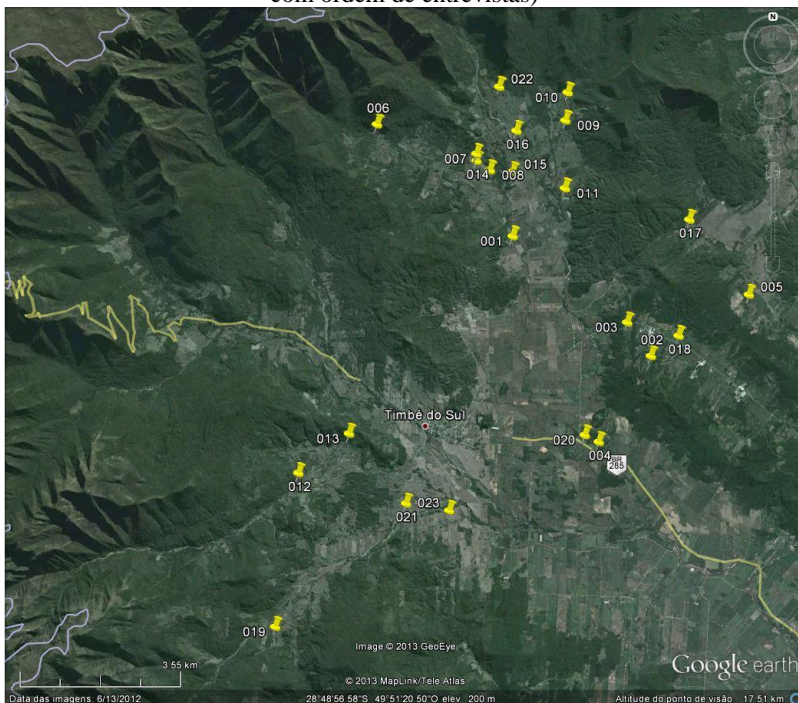 com ordem de entrevistas)
N
022
010
006
009
016
007
015
014
008
011
017
001
005
003
002
018
Timbé do Sul
013
020
004
BR
285
012
023
021
019
Image © 2013 GeoEye
3.55 km
Google earth
© 2013 MapLink/Tele Atlas
Data das imagens: 6/13/2012
28°48'56.58"S 49°51'20.50"O elev 200 m
Altitude do ponto de visão 17.51 km